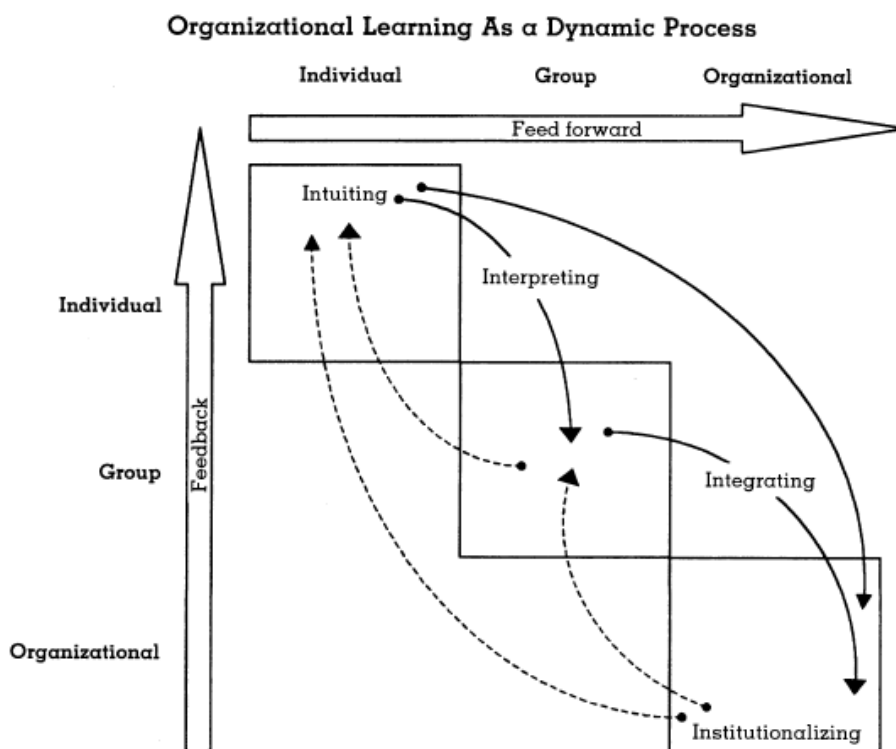 Organizational Learning As a Dynamic Process
Individual
Group
Organizational
Feed forward
Intuiting
Interpreting
Individual
Feedback
Group
Integrating
Organizational
Institutionalizing